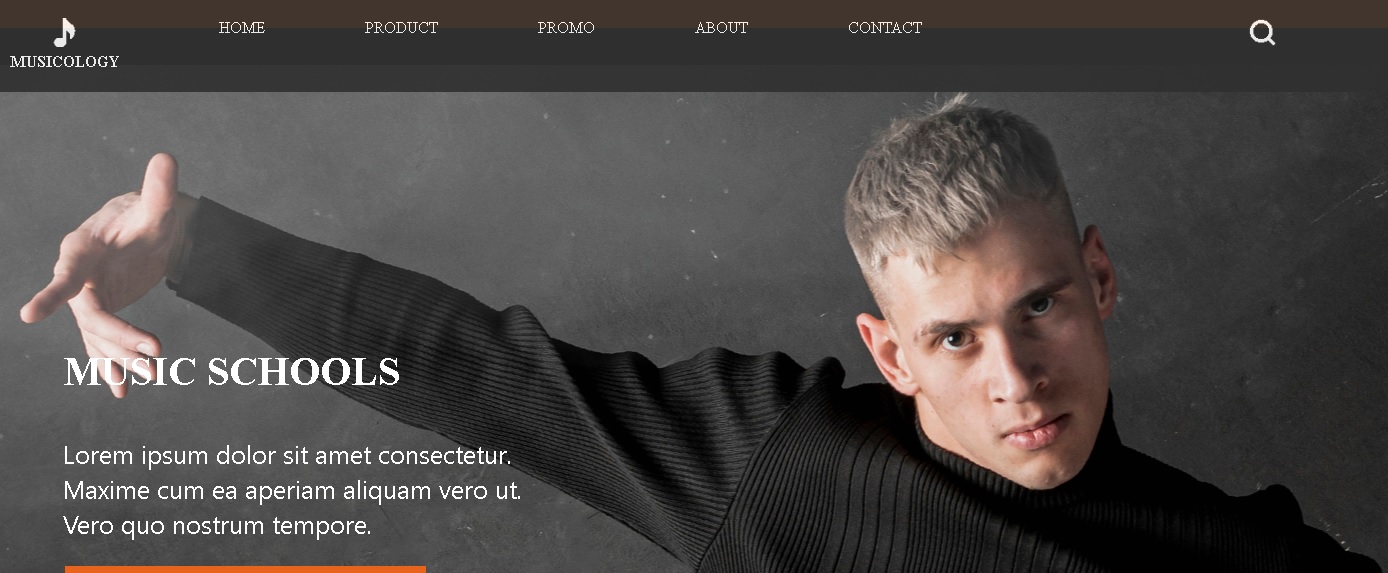 HOME PRODUCT PROMO ABOUT CONTACT
MUSICOLOGY
MUSIC SCHOOLS
Lorem ipsum dolor sit amet consectetur.
Maxime cum ea aperiam aliquam vero ut.
Vero quo nostrum tempore.